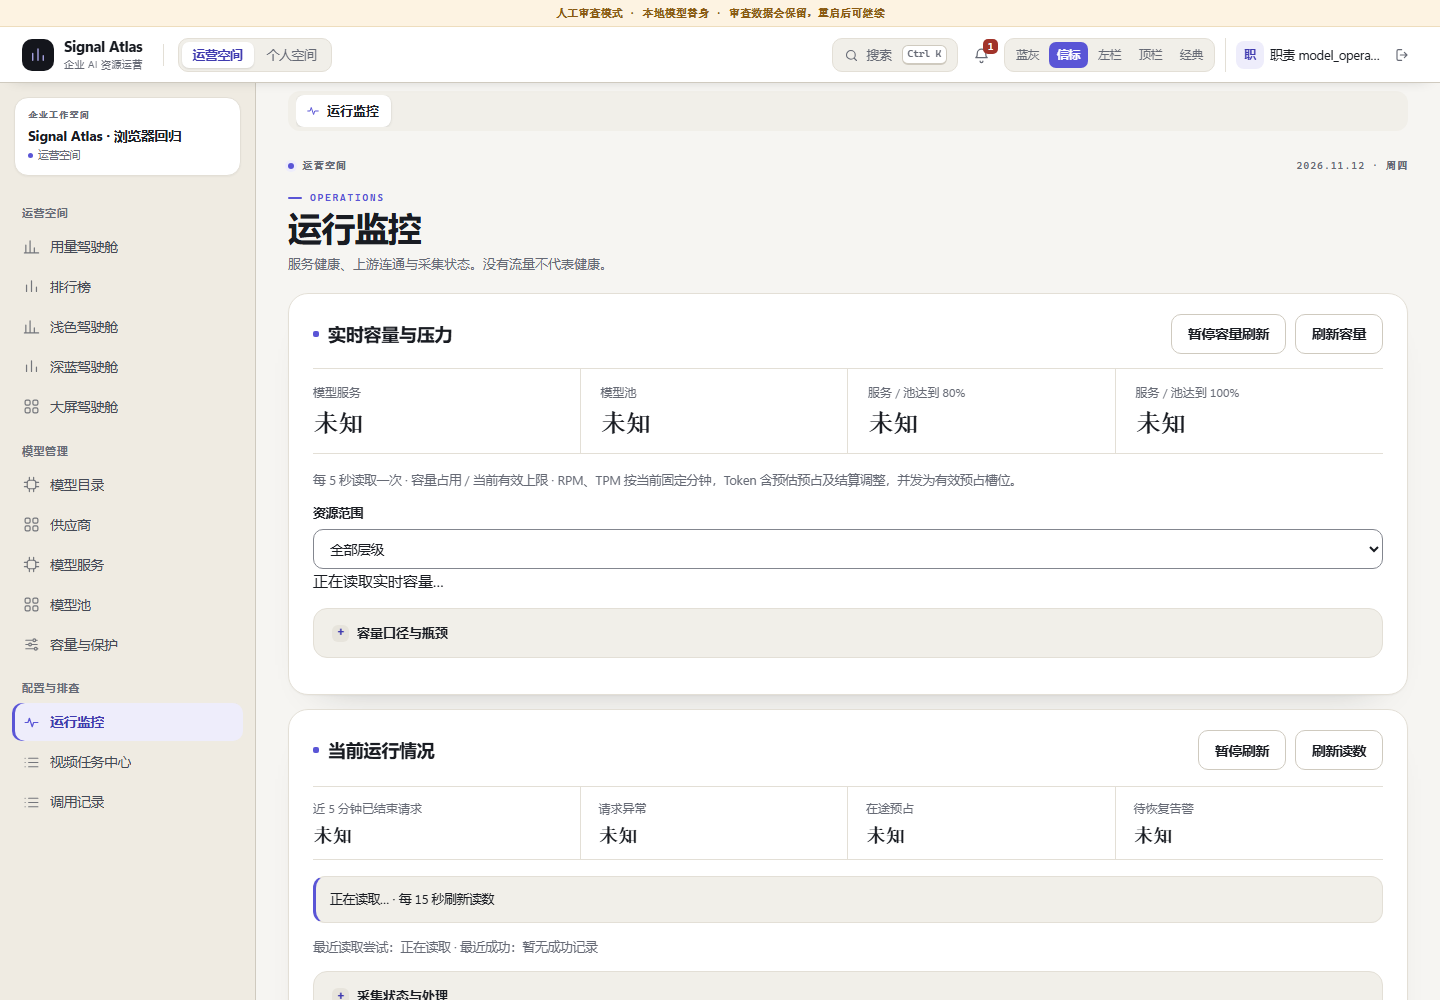 人工审查模式 · 本地模型替身 · 审查数据会保留，重启后可继续
Signal Atlas
企业 AI 资源运营
运营空间
个人空间
搜索
Ctrl K
1
蓝灰
信标
左栏
顶栏
经典
职
职责 model_opera...
企业工作空间
Signal Atlas · 浏览器回归
运营空间
运营空间
用量驾驶舱
排行榜
浅色驾驶舱
深蓝驾驶舱
大屏驾驶舱
模型管理
模型目录
供应商
模型服务
模型池
容量与保护
配置与排查
运行监控
视频任务中心
调用记录
运行监控
运营空间
2026.11.12 · 周四
OPERATIONS
运行监控
服务健康、上游连通与采集状态。没有流量不代表健康。
实时容量与压力
暂停容量刷新
刷新容量
模型服务
未知
模型池
未知
服务 / 池达到 80%
未知
服务 / 池达到 100%
未知
每 5 秒读取一次 · 容量占用 / 当前有效上限 · RPM、TPM 按当前固定分钟，Token 含预估预占及结算调整，并发为有效预占槽位。
资源范围
全部层级
正在读取实时容量...
+ 容量口径与瓶颈
当前运行情况
暂停刷新
刷新读数
近 5 分钟已结束请求
未知
请求异常
未知
在途预占
未知
待恢复告警
未知
正在读取... · 每 15 秒刷新读数
最近读取尝试：正在读取 · 最近成功：暂无成功记录
+ 采集状态与处理